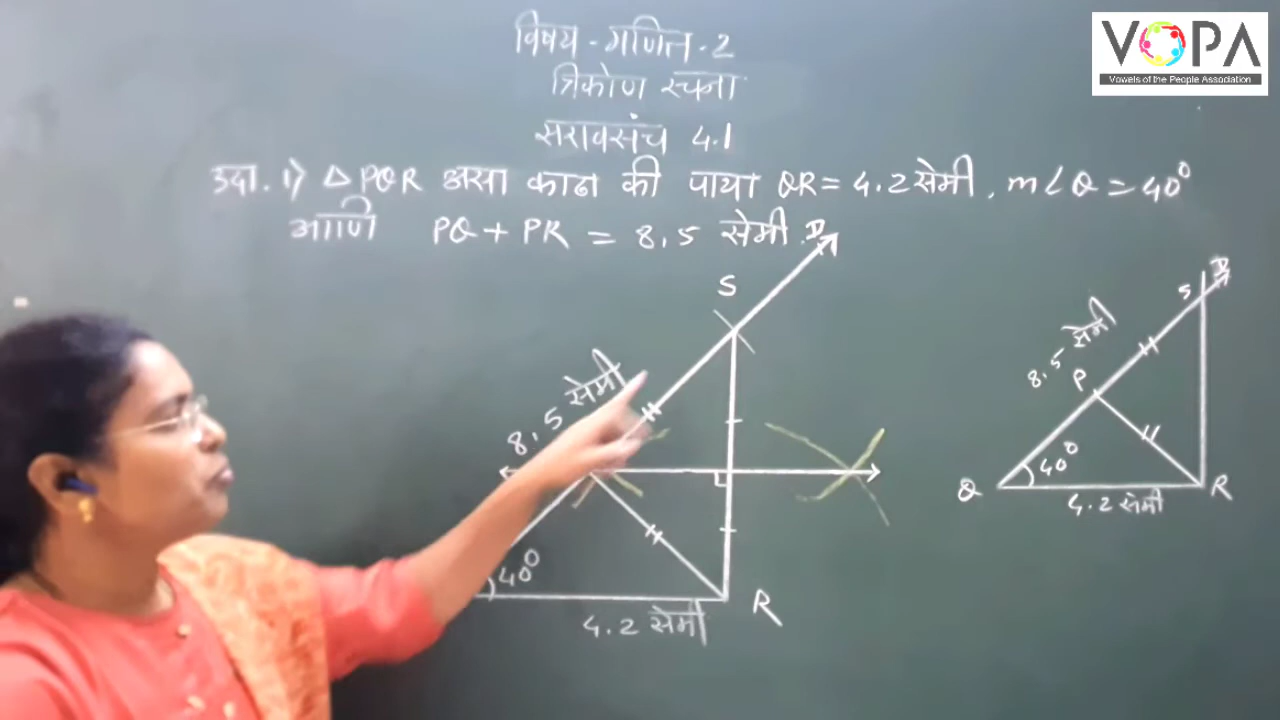 VOPA
Vowels of the People Association
विषय - गणित - 2
त्रिकोण रचना
सरावसंच 4.1
उदा. 1) △ PQR असा काढा की पाया QR = 4.2 सेमी, m∠Q = 40°
आणि PQ + PR = 8.5 सेमी.
D
S
8.5 सेमी
40°
4.2 सेमी
R
D
S
8.5 सेमी
P
40°
Q
R
4.2 सेमी